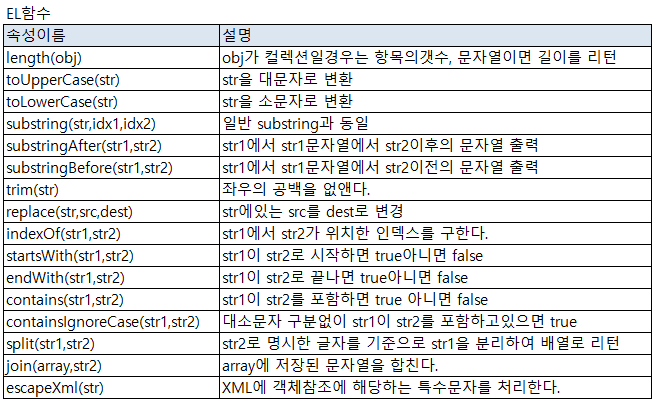 EL함수
속성이름 설명
length(obj) obj가 컬렉션일경우는 항목의갯수, 문자열이면 길이를 리턴
toUpperCase(str) str을 대문자로 변환
toLowerCase(str) str을 소문자로 변환
substring(str,idx1,idx2) 일반 substring과 동일
substringAfter(str1,str2) str1에서 str1문자열에서 str2이후의 문자열 출력
substringBefore(str1,str2) str1에서 str1문자열에서 str2이전의 문자열 출력
trim(str) 좌우의 공백을 없앤다.
replace(str,src,dest) str에있는 src를 dest로 변경
indexOf(str1,str2) str1에서 str2가 위치한 인덱스를 구한다.
startsWith(str1,str2) str1이 str2로 시작하면 true아니면 false
endWith(str1,str2) str1이 str2로 끝나면 true아니면 false
contains(str1,str2) str1이 str2를 포함하면 true 아니면 false
containsIgnoreCase(str1,str2) 대소문자 구분없이 str1이 str2를 포함하고있으면 true
split(str1,str2) str2로 명시한 글자를 기준으로 str1을 분리하여 배열로 리턴
join(array,str2) array에 저장된 문자열을 합친다.
escapeXml(str) XML에 객체참조에 해당하는 특수문자를 처리한다.